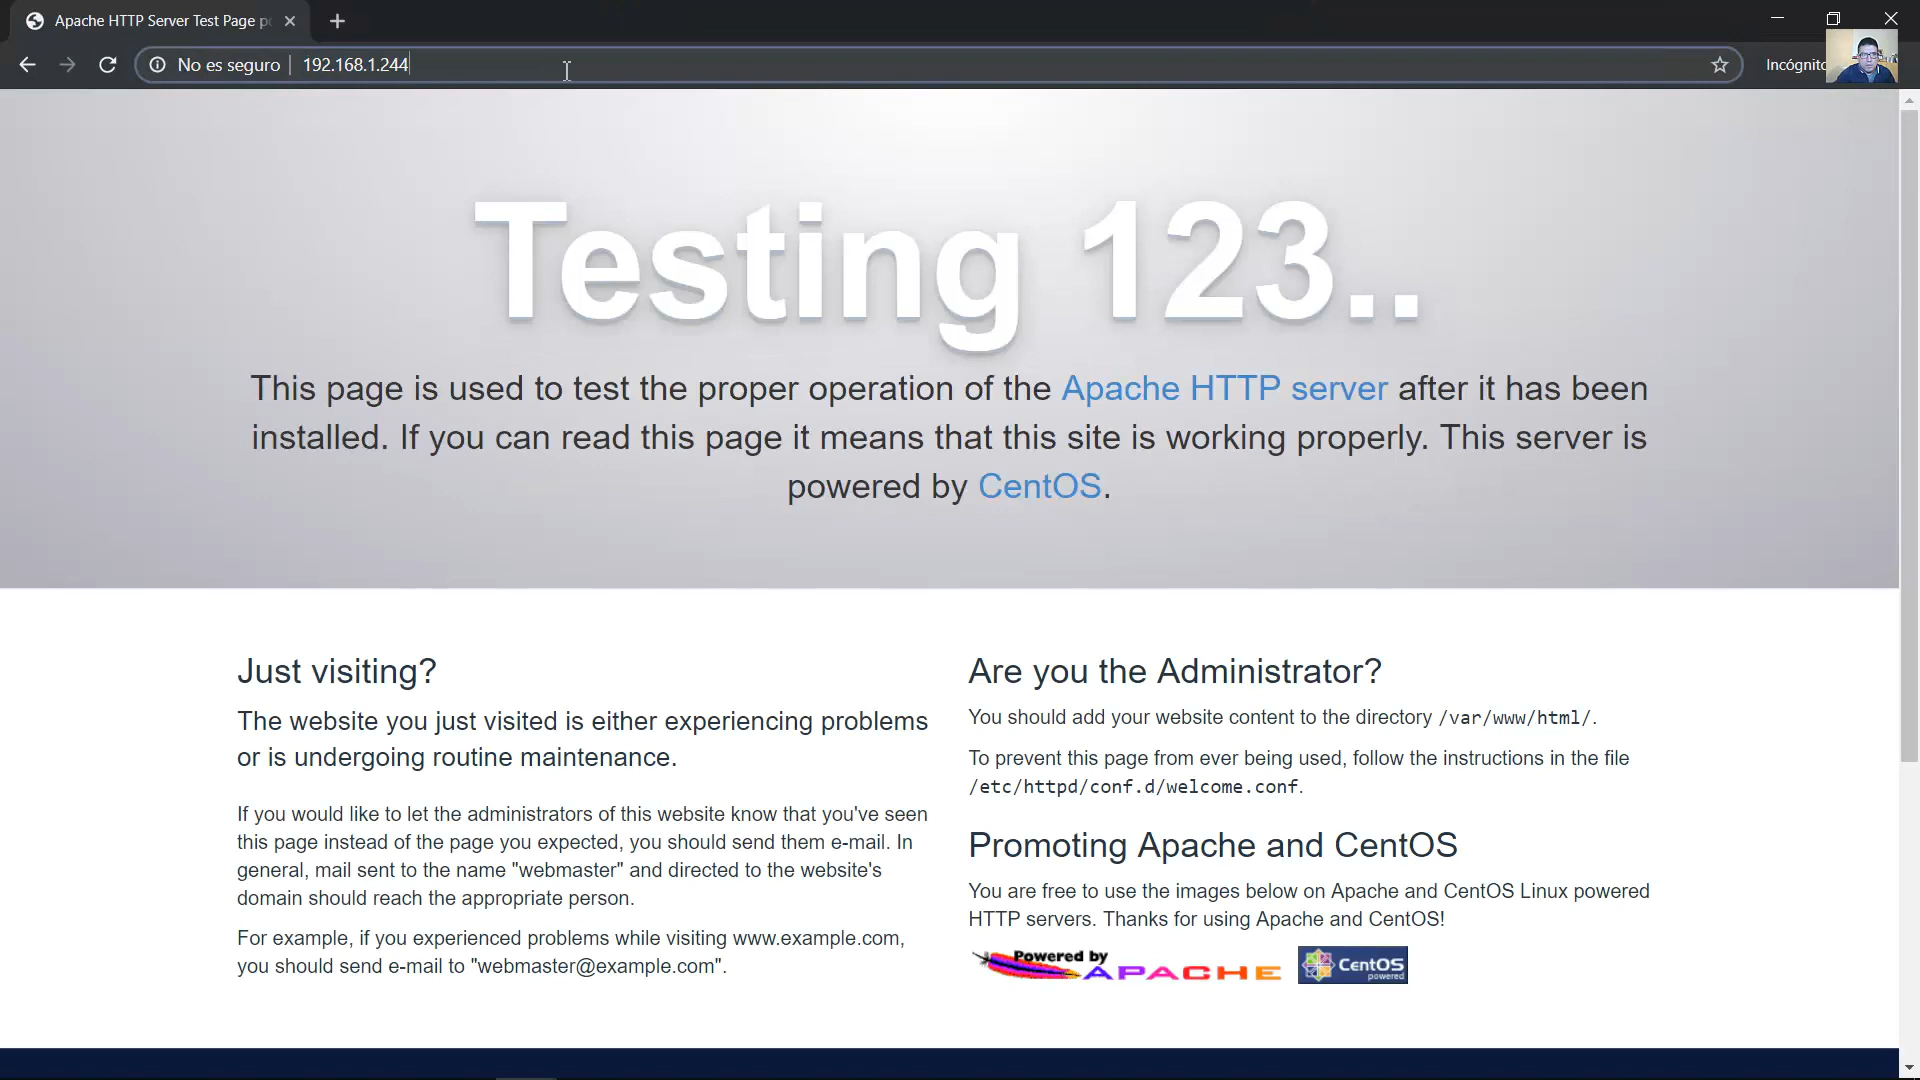 Apache HTTP Server Test Page p
No es seguro | 192.168.1.244
Incógnito
Testing 123..
This page is used to test the proper operation of the Apache HTTP server after it has been
installed. If you can read this page it means that this site is working properly. This server is
powered by CentOS.
Just visiting?
The website you just visited is either experiencing problems
or is undergoing routine maintenance.
If you would like to let the administrators of this website know that you've seen
this page instead of the page you expected, you should send them e-mail. In
general, mail sent to the name "webmaster" and directed to the website's
domain should reach the appropriate person.
For example, if you experienced problems while visiting www.example.com,
you should send e-mail to "webmaster@example.com".
Are you the Administrator?
You should add your website content to the directory /var/www/html/.
To prevent this page from ever being used, follow the instructions in the file
/etc/httpd/conf.d/welcome.conf.
Promoting Apache and CentOS
You are free to use the images below on Apache and CentOS Linux powered
HTTP servers. Thanks for using Apache and CentOS!
Powered by
APACHE
CentOS
powered